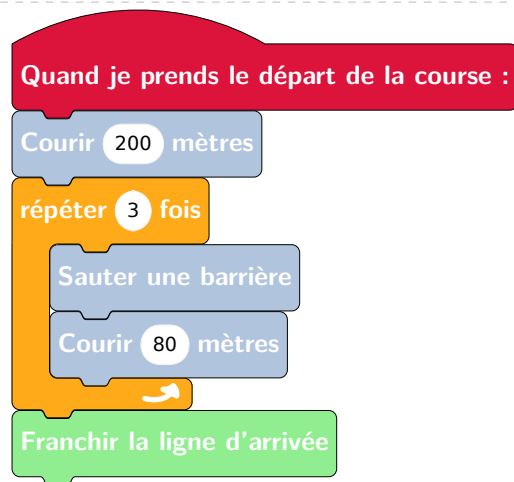 Quand je prends le départ de la course :
Courir 200 mètres
répéter 3 fois
Sauter une barrière
Courir 80 mètres
Franchir la ligne d'arrivée